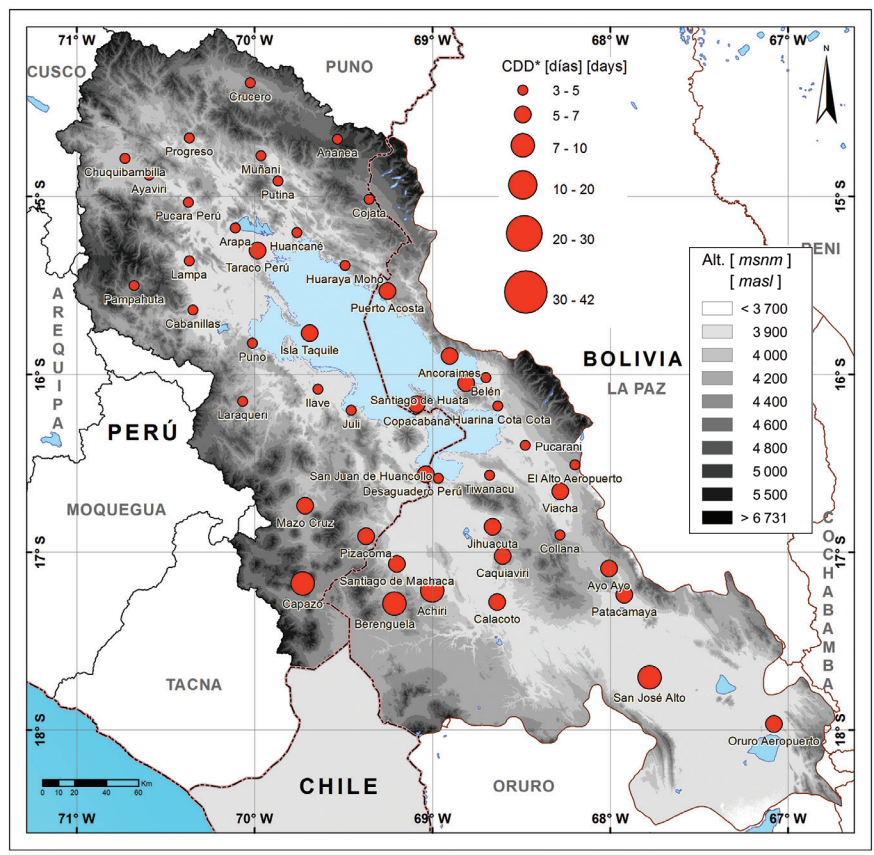 71°W
70°W
69°W
68°W
67°W
CUSCO
PUNO
CDD* [días] [days]
3 - 5
5 - 7
7 - 10
10 - 20
20 - 30
30 - 42
N
Crucero
Progreso
Ananea
Chuquibambilla
Muñani
Ayaviri
Putina
15°S
15°S
Pucara Perú
Cojata
Arapa
Huancané
BENI
Lampa
Taraco Perú
Huaraya Moho
Pampahuta
Puerto Acosta
Cabanillas
Alt. [ msnm ]
[ masl ]
< 3 700
3 900
4 000
4 200
4 400
4 600
4 800
5 000
5 500
> 6 731
AREQUIPA
Puno
Isla Taquile
BOLIVIA
16°S
16°S
Ancoraimes
LA PAZ
Belén
Santiago de Huata
Ilave
Laraqueri
Juli
Copacabana
Huarina Cota Cota
PERÚ
Pucarani
San Juan de Huancollo
El Alto Aeropuerto
Desaguadero Perú
Tiwanacu
Viacha
MOQUEGUA
Mazo Cruz
COCHABAMBA
Jihuacuta
Collana
17°S
17°S
Pizacoma
Caquiaviri
Santiago de Machaca
Ayo Ayo
Capazo
Achiri
Patacamaya
Berenguela
Calacoto
TACNA
San José Alto
18°S
18°S
Oruro Aeropuerto
CHILE
ORURO
0 10 20 40 60 Km
71°W
70°W
69°W
68°W
67°W